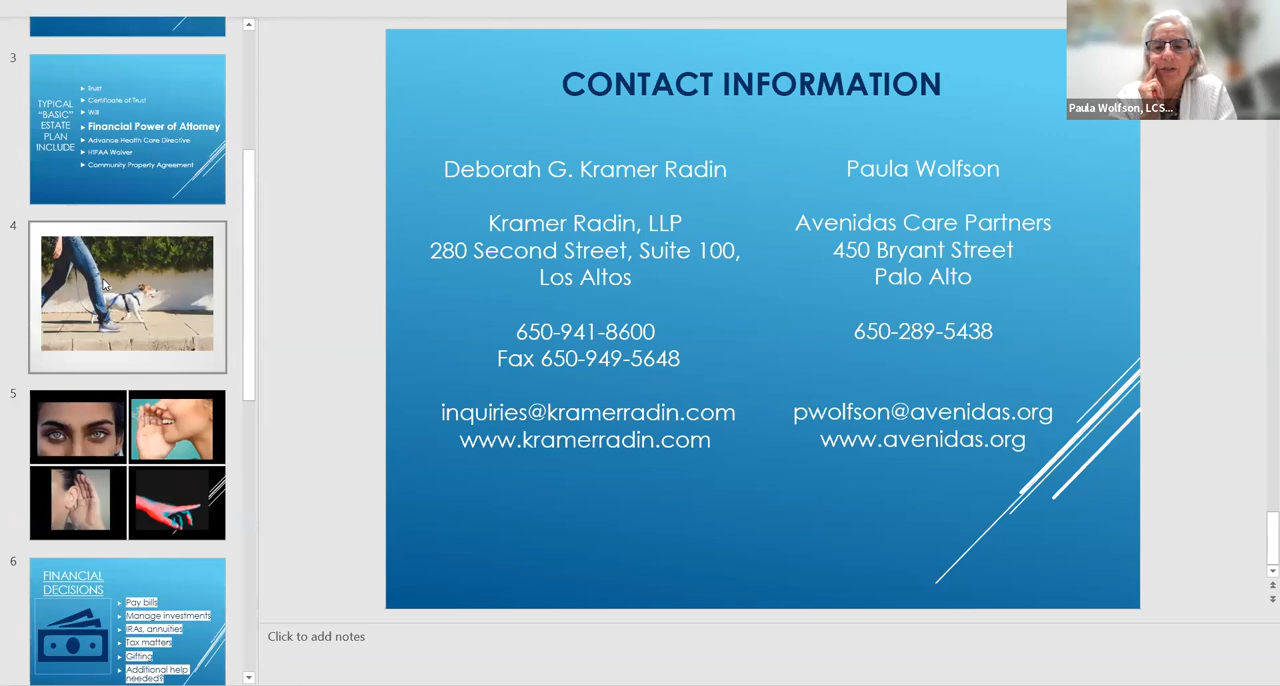 3
TYPICAL
"BASIC"
ESTATE
PLAN
INCLUDE
Trust
Certificate of Trust
Will
Financial Power of Attorney
Advance Health Care Directive
HIPAA Waiver
Community Property Agreement
4
5
6
FINANCIAL
DECISIONS
Pay bills
Manage investments
IRAs, annuities
Tax matters
Gifting
Additional help
needed?
CONTACT INFORMATION
Deborah G. Kramer Radin
Kramer Radin, LLP
280 Second Street, Suite 100,
Los Altos
650-941-8600
Fax 650-949-5648
inquiries@kramerradin.com
www.kramerradin.com
Paula Wolfson
Avenidas Care Partners
450 Bryant Street
Palo Alto
650-289-5438
pwolfson@avenidas.org
www.avenidas.org
Paula Wolfson, LCS...
Click to add notes